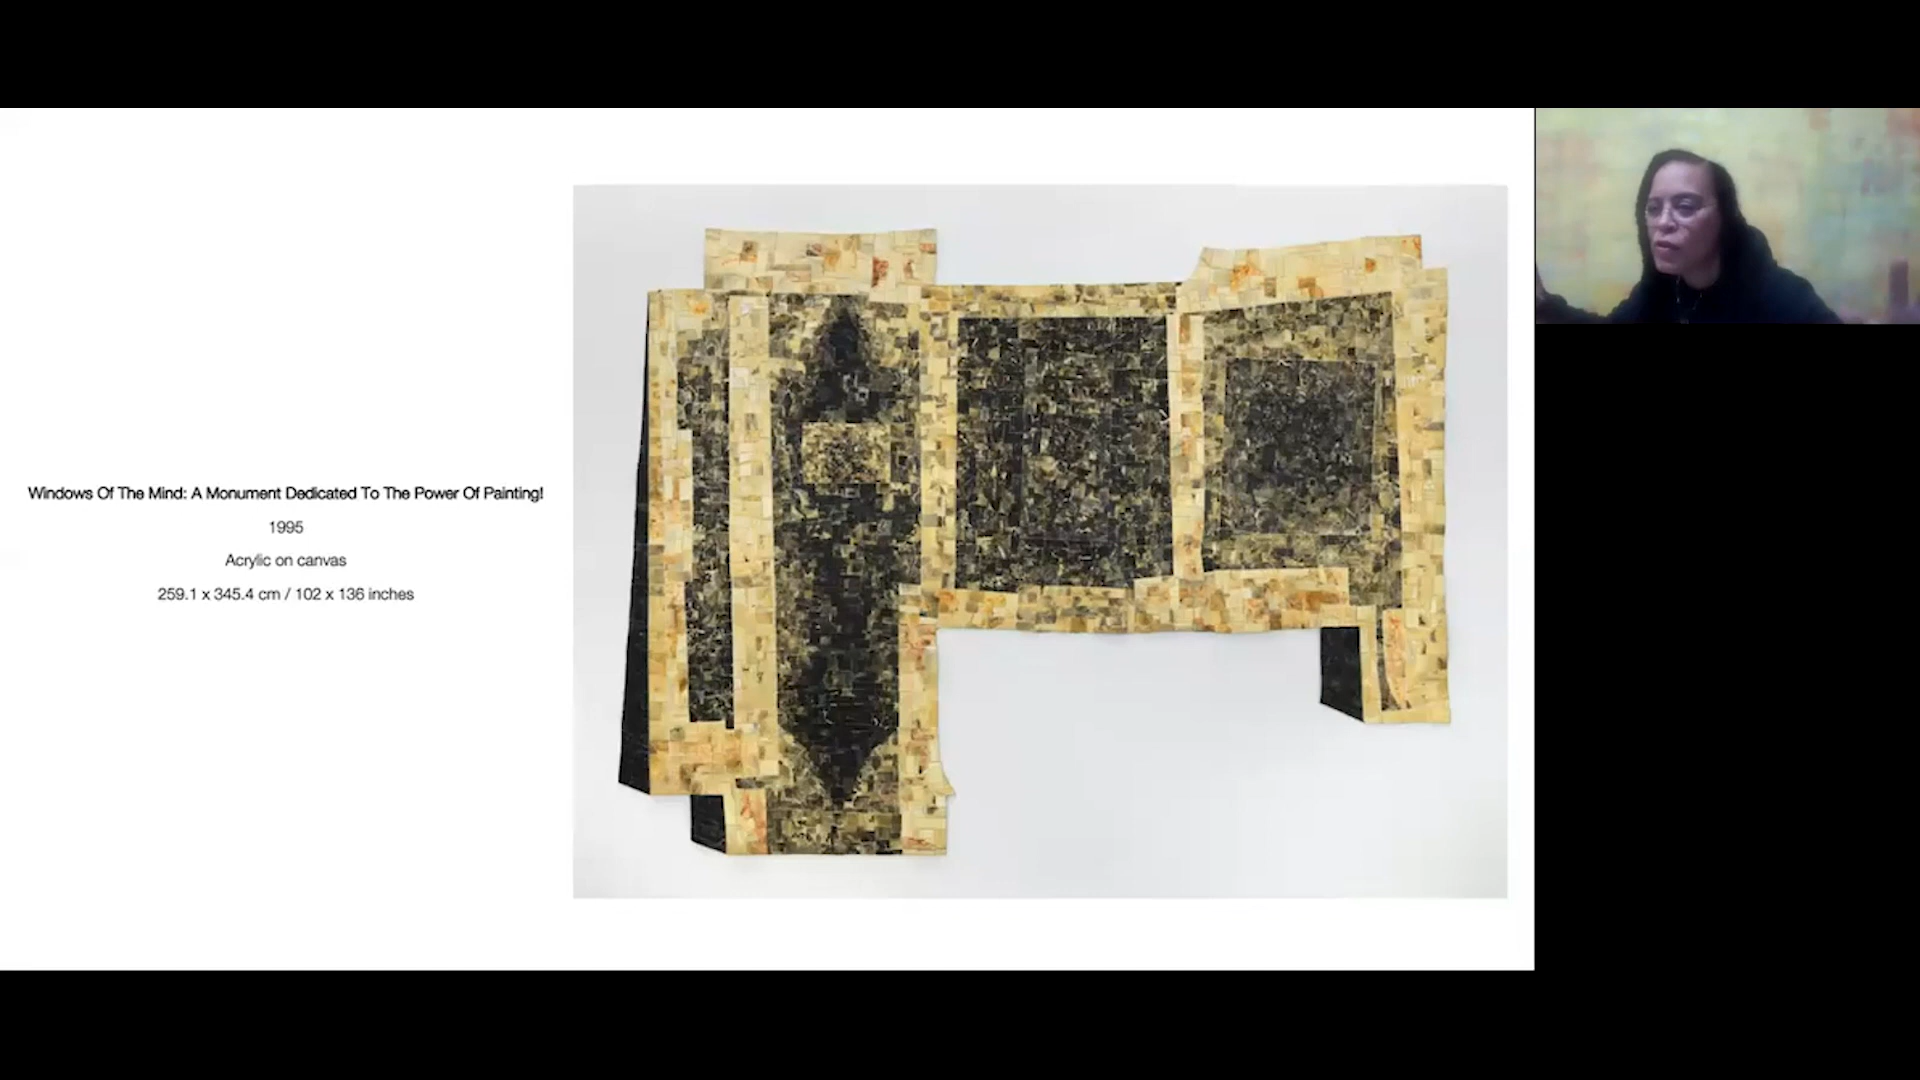 Windows Of The Mind: A Monument Dedicated To The Power Of Painting!
1995
Acrylic on canvas
259.1 x 345.4 cm / 102 x 136 inches